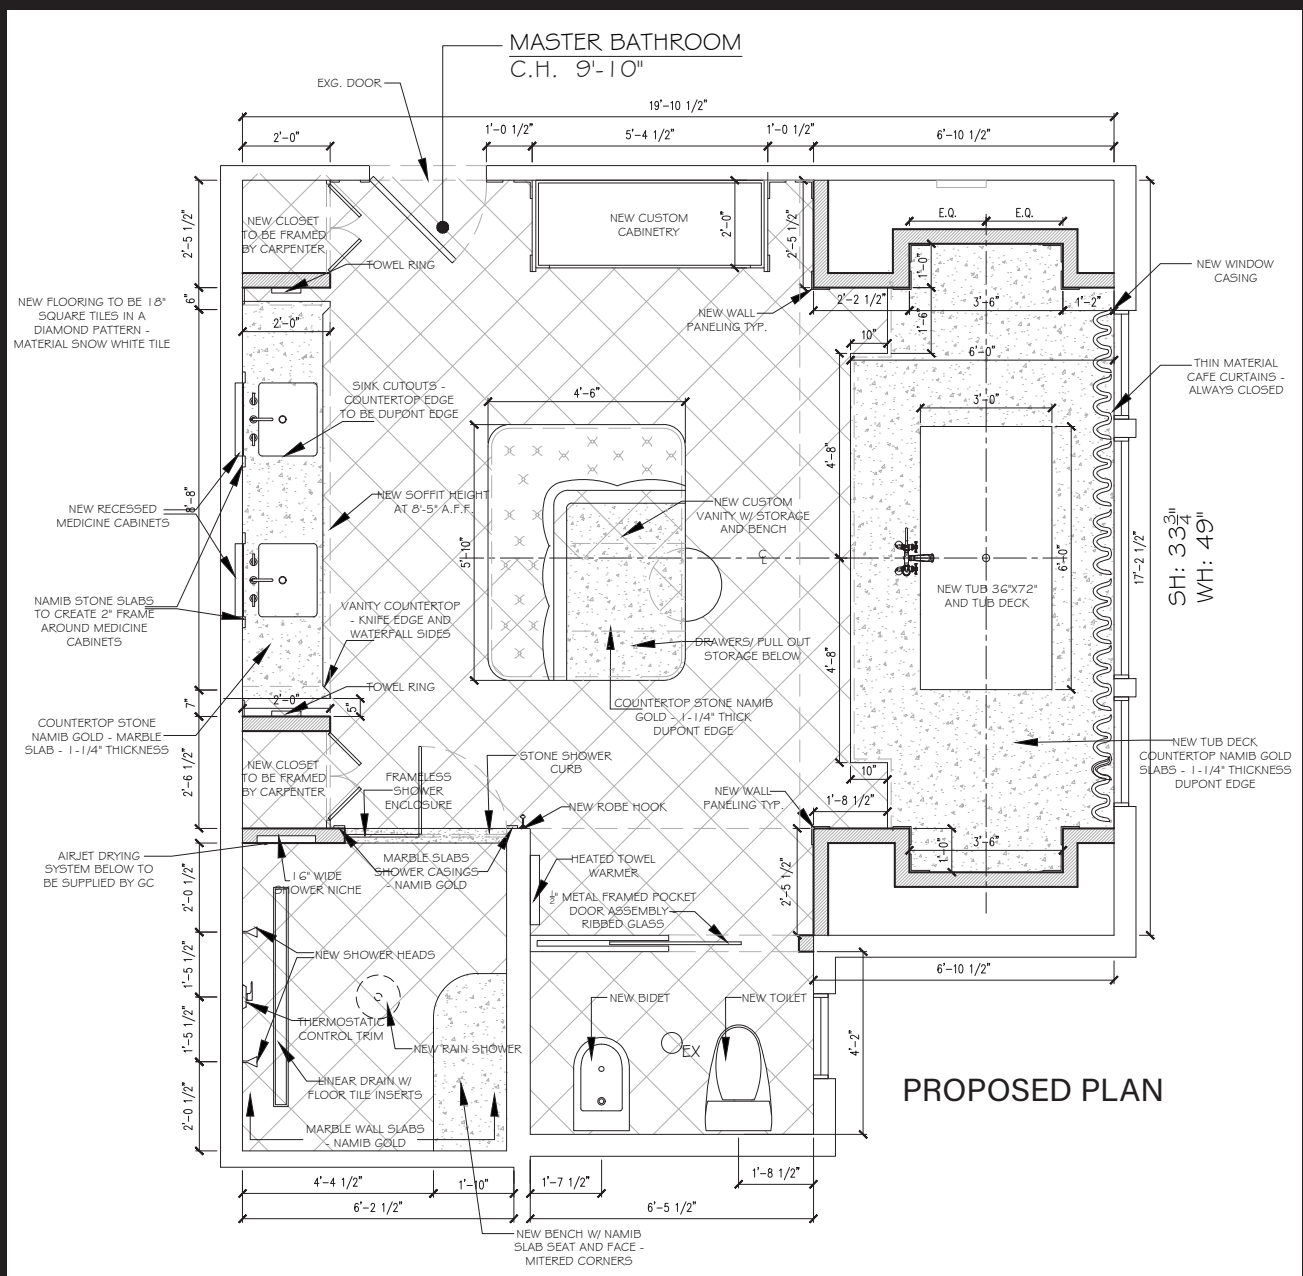 MASTER BATHROOM
C.H. 9'-10"
EXG. DOOR
19'-10 1/2"
2'-0"
1'-0 1/2"
5'-4 1/2"
1'-0 1/2"
6'-10 1/2"
2'-5 1/2"
NEW CLOSET
TO BE FRAMED
BY CARPENTER
NEW CUSTOM
CABINETRY
2'-0"
2'-5 1/2"
E.Q.
E.Q.
1'-0"
TOWEL RING
NEW WINDOW
CASING
6"
NEW FLOORING TO BE 18"
SQUARE TILES IN A
DIAMOND PATTERN -
MATERIAL SNOW WHITE TILE
2'-0"
NEW WALL
PANELING TYP.
2'-2 1/2"
3'-6"
1'-2"
1'-6"
10"
6'-0"
THIN MATERIAL
CAFE CURTAINS -
ALWAYS CLOSED
SINK CUTOUTS -
COUNTERTOP EDGE
TO BE DUPONT EDGE
4'-6"
3'-0"
4'-8"
NEW RECESSED
MEDICINE CABINETS
8'-8"
NEW SOFFIT HEIGHT
AT 8'-5" A.F.F.
NEW CUSTOM
VANITY W/ STORAGE
AND BENCH
5'-10"
6'-0"
17'-2 1/2"
SH: 33 3/4"
WH: 49"
NEW TUB 36"X72"
AND TUB DECK
NAMIB STONE SLABS
TO CREATE 2" FRAME
AROUND MEDICINE
CABINETS
VANITY COUNTERTOP
- KNIFE EDGE AND
WATERFALL SIDES
DRAWERS/ PULL OUT
STORAGE BELOW
4'-8"
TOWEL RING
2'-0"
7"
5"
COUNTERTOP STONE NAMIB
GOLD - 1-1/4" THICK
DUPONT EDGE
COUNTERTOP STONE
NAMIB GOLD - MARBLE
SLAB - 1-1/4" THICKNESS
NEW TUB DECK
COUNTERTOP NAMIB GOLD
SLABS - 1-1/4" THICKNESS
DUPONT EDGE
2'-6 1/2"
NEW CLOSET
TO BE FRAMED
BY CARPENTER
FRAMELESS
SHOWER
ENCLOSURE
STONE SHOWER
CURB
10"
NEW WALL
PANELING TYP.
1'-8 1/2"
NEW ROBE HOOK
AIRJET DRYING
SYSTEM BELOW TO
BE SUPPLIED BY GC
16" WIDE
SHOWER NICHE
MARBLE SLABS
SHOWER CASINGS
- NAMIB GOLD
HEATED TOWEL
WARMER
1'-0"
3'-6"
2'-0 1/2"
1/2" METAL FRAMED POCKET
DOOR ASSEMBLY
RIBBED GLASS
2'-5 1/2"
NEW SHOWER HEADS
1'-5 1/2"
6'-10 1/2"
NEW BIDET
NEW TOILET
THERMOSTATIC
CONTROL TRIM
1'-5 1/2"
NEW RAIN SHOWER
EX
4'-2"
LINEAR DRAIN W/
FLOOR TILE INSERTS
PROPOSED PLAN
2'-0 1/2"
MARBLE WALL SLABS
- NAMIB GOLD
4'-4 1/2"
1'-10"
1'-7 1/2"
1'-8 1/2"
6'-2 1/2"
6'-5 1/2"
NEW BENCH W/ NAMIB
SLAB SEAT AND FACE -
MITERED CORNERS